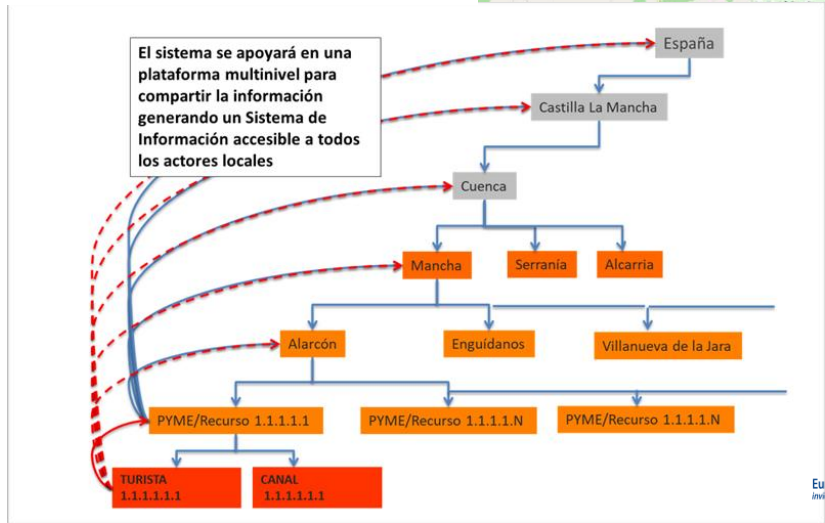 El sistema se apoyará en una
plataforma multinivel para
compartir la información
generando un Sistema de
Información accesible a todos
los actores locales
España
Castilla La Mancha
Cuenca
Mancha
Serranía
Alcarria
Alarcón
Enguídanos
Villanueva de la Jara
PYME/Recurso 1.1.1.1.1
PYME/Recurso 1.1.1.1.N
PYME/Recurso 1.1.1.1.N
TURISTA
1.1.1.1.1.1
CANAL
1.1.1.1.1.1